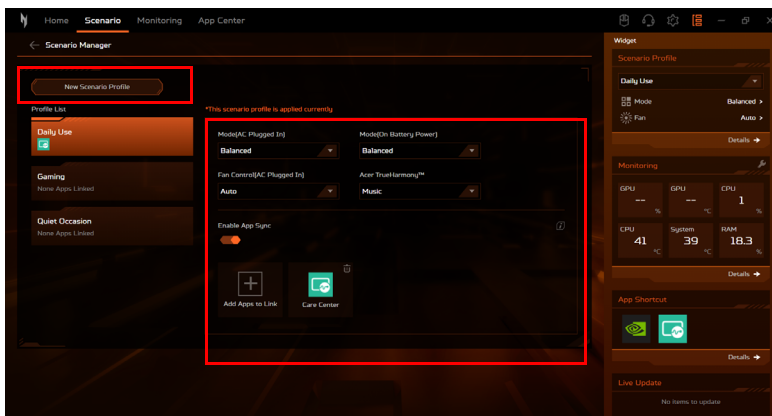 Home Scenario Monitoring App Center
Scenario Manager
New Scenario Profile
Profile List
Daily Use
Gaming
None Apps Linked
Quiet Occasion
None Apps Linked
*This scenario profile is applied currently
Mode(AC Plugged In) Mode(On Battery Power)
Balanced Balanced
Fan Control(AC Plugged In) Acer TrueHarmony™
Auto Music
Enable App Sync
Add Apps to Link Care Center
Widget
Scenario Profile
Daily Use
Mode Balanced >
Fan Auto >
Details →
Monitoring
GPU GPU CPU
-- -- 1
% °C %
CPU System RAM
41 39 18.3
°C °C %
Details →
App Shortcut
Details →
Live Update
No items to update